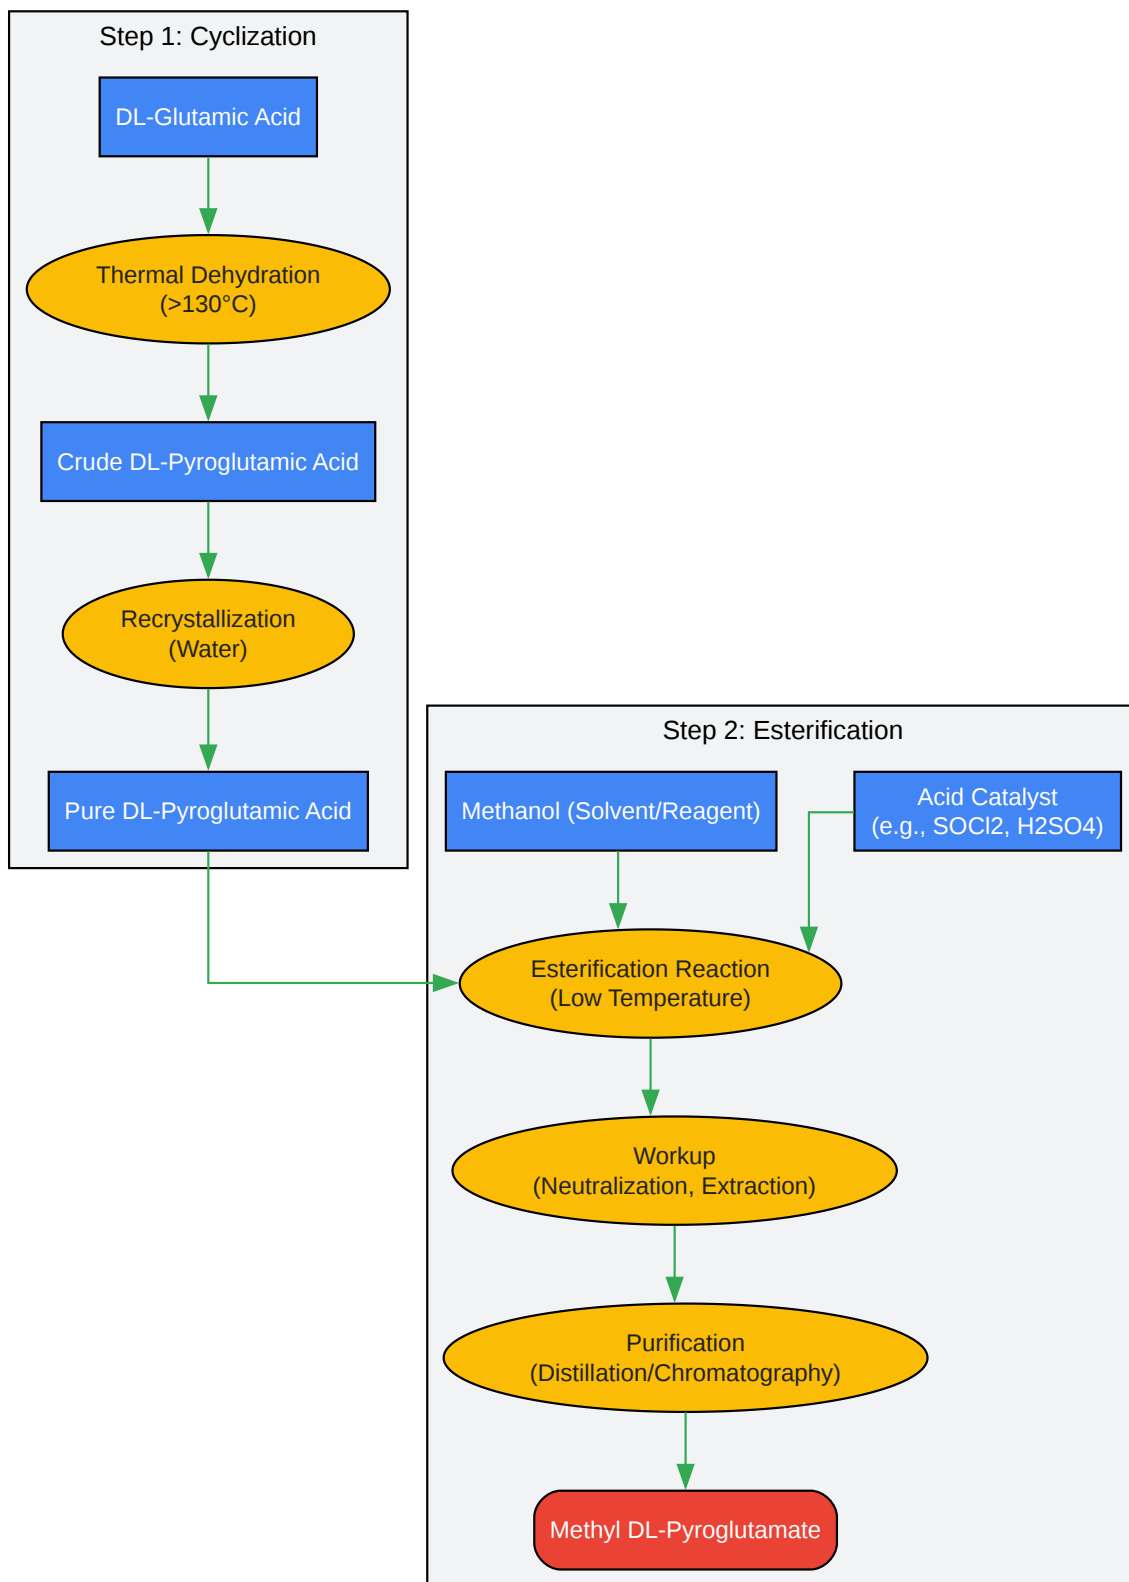 Step 1: Cyclization
DL-Glutamic Acid
Thermal Dehydration
(>130°C)
Crude DL-Pyroglutamic Acid
Recrystallization
(Water)
Pure DL-Pyroglutamic Acid
Step 2: Esterification
Methanol (Solvent/Reagent)
Acid Catalyst
(e.g., SOCl2, H2SO4)
Esterification Reaction
(Low Temperature)
Workup
(Neutralization, Extraction)
Purification
(Distillation/Chromatography)
Methyl DL-Pyroglutamate